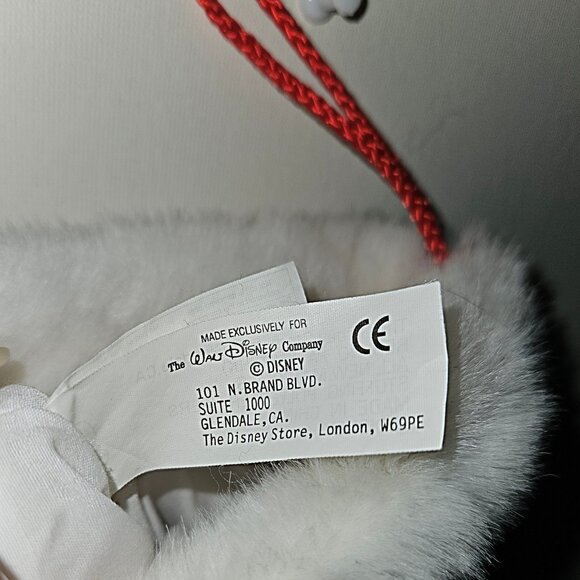 MADE EXCLUSIVELY FOR
The WALT DISNEY Company
© DISNEY
101 N.BRAND BLVD.
SUITE 1000
GLENDALE,CA.
The Disney Store, London, W69PE
CE